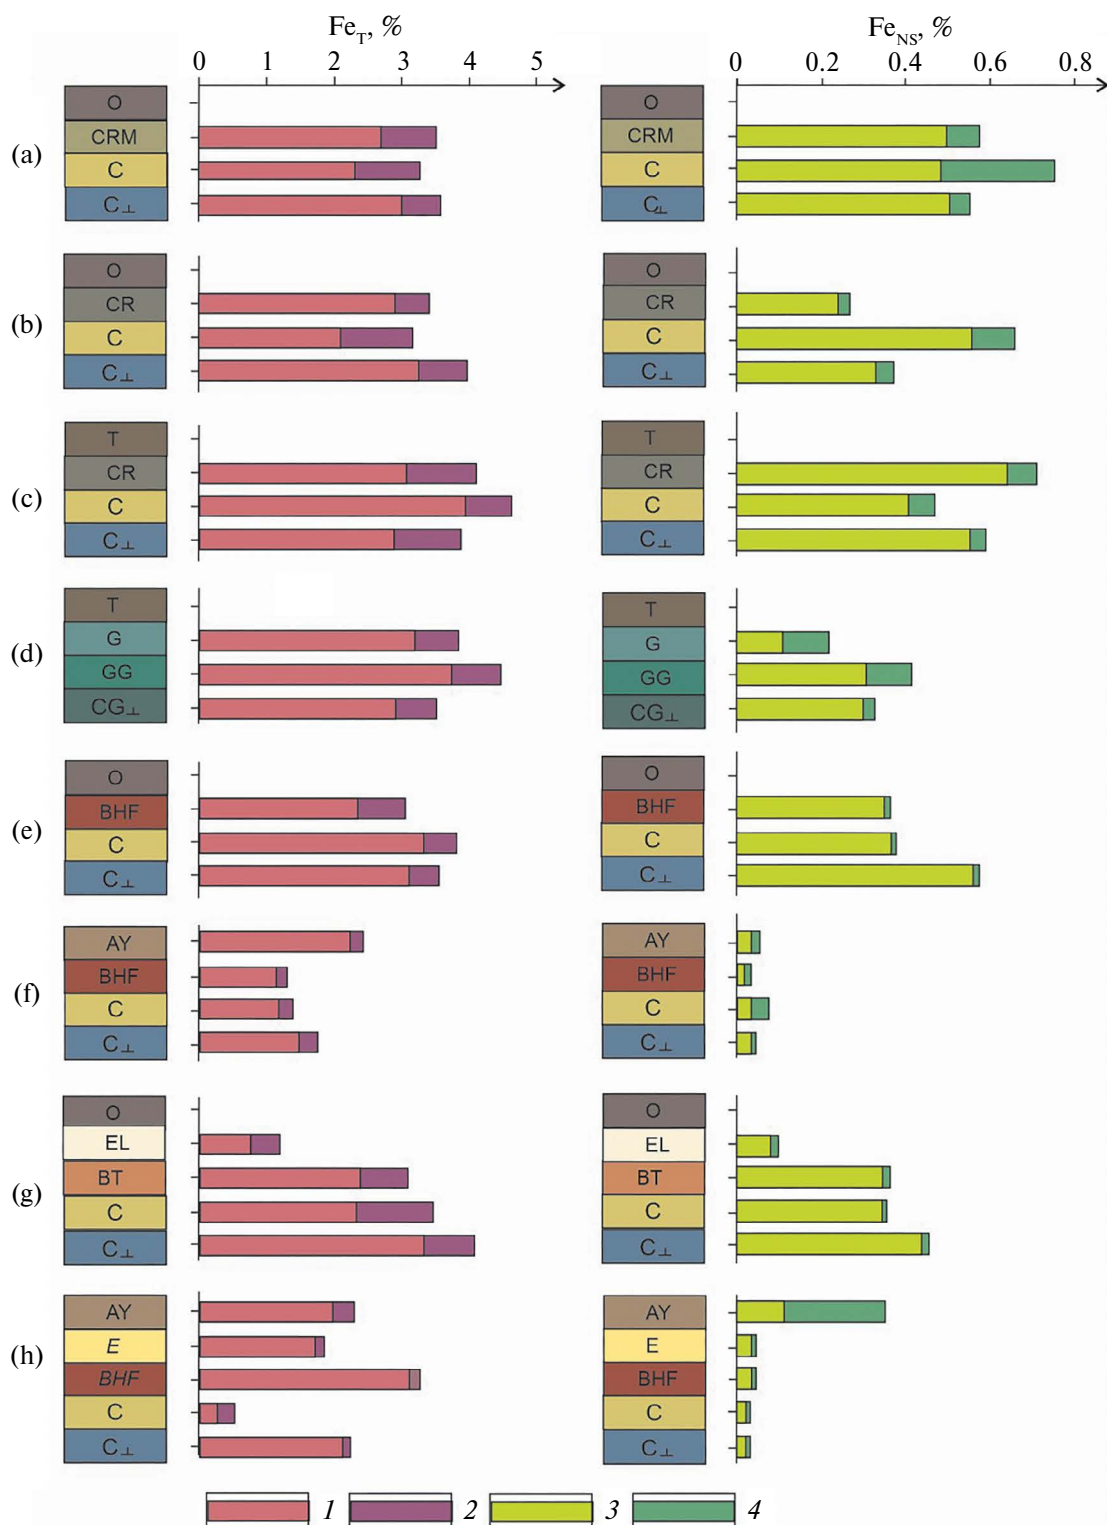 Fe_T, % Fe_NS, %
0 1 2 3 4 5 0 0.2 0.4 0.6 0.8
(a)
O O
CRM CRM
C C
C⊥ C⊥
(b)
O O
CR CR
C C
C⊥ C⊥
(c)
T T
CR CR
C C
C⊥ C⊥
(d)
T T
G G
GG GG
CG⊥ CG⊥
(e)
O O
BHF BHF
C C
C⊥ C⊥
(f)
AY AY
BHF BHF
C C
C⊥ C⊥
(g)
O O
EL EL
BT BT
C C
C⊥ C⊥
(h)
AY AY
E E
BHF BHF
C C
C⊥ C⊥
1 2 3 4